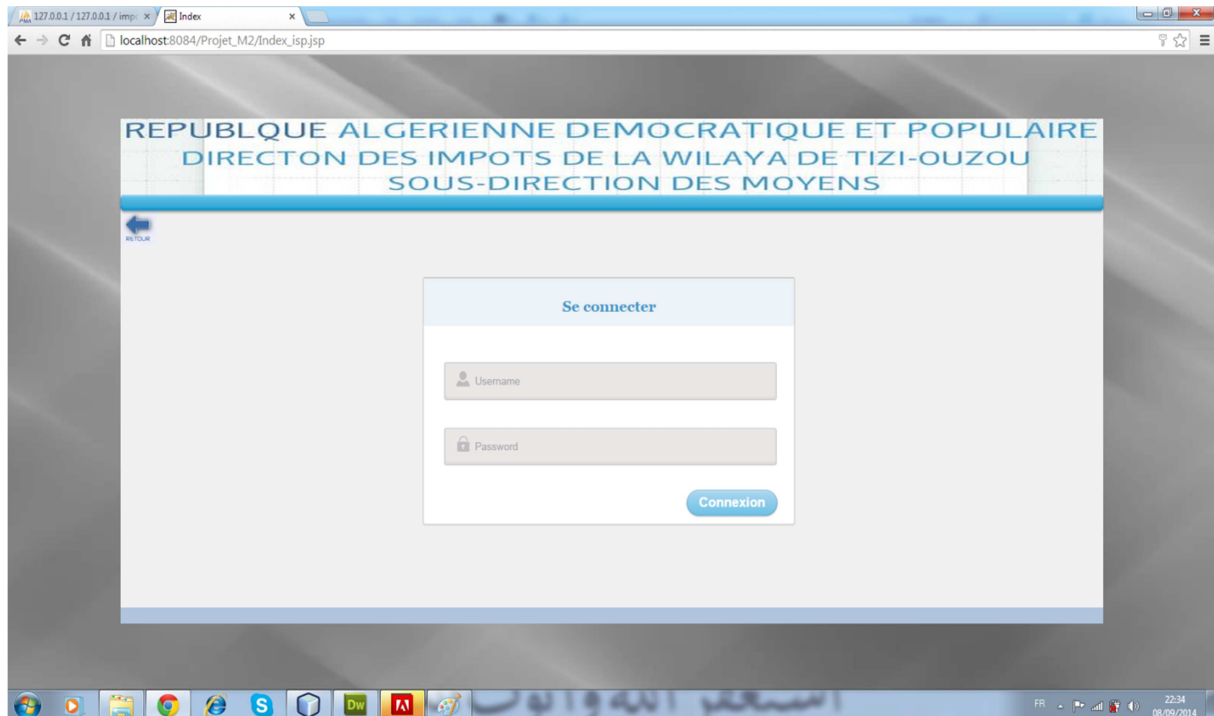 127.0.0.1 / 127.0.0.1 / impo
Index
localhost:8084/Projet_M2/Index_isp.jsp
REPUBLQUE ALGERIENNE DEMOCRATIQUE ET POPULAIRE
DIRECTON DES IMPOTS DE LA WILAYA DE TIZI-OUZOU
SOUS-DIRECTION DES MOYENS
RETOUR
Se connecter
Username
Password
Connexion
Dw
FR
22:34
08/09/2014